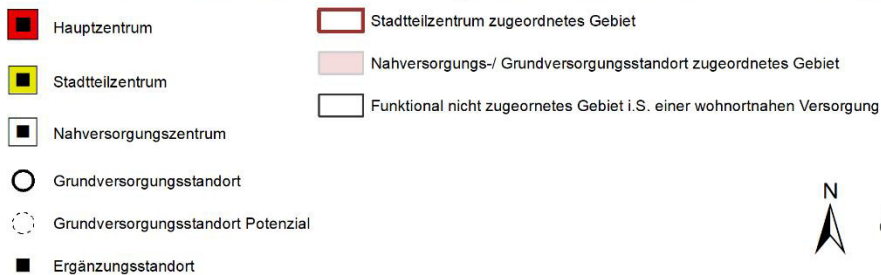 Hauptzentrum
Stadtteilzentrum
Nahversorgungszentrum
Grundversorgungsstandort
Grundversorgungsstandort Potenzial
Ergänzungsstandort
Stadtteilzentrum zugeordnetes Gebiet
Nahversorgungs-/ Grundversorgungsstandort zugeordnetes Gebiet
Funktional nicht zugeornetes Gebiet i.S. einer wohnortnahen Versorgung
N